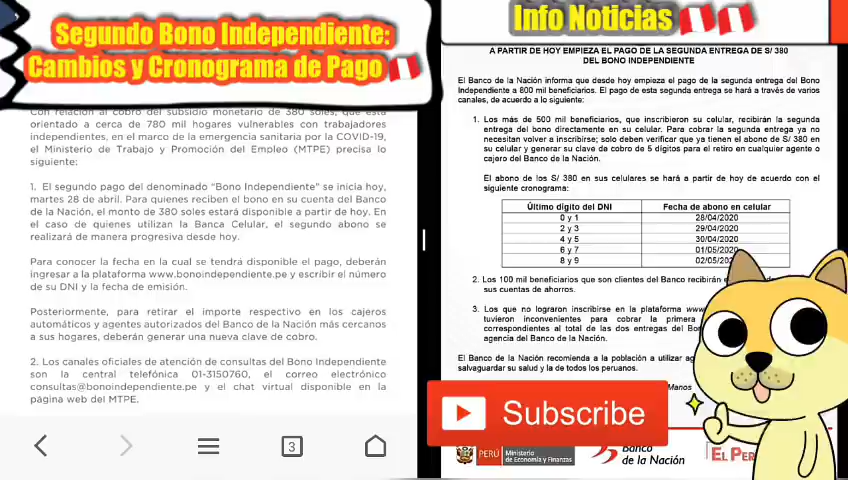 Segundo Bono Independiente:
Cambios y Cronograma de Pago
Con relación al cobro del subsidio monetario de 380 soles, que está
orientado a cerca de 780 mil hogares vulnerables con trabajadores
independientes, en el marco de la emergencia sanitaria por la COVID-19,
el Ministerio de Trabajo y Promoción del Empleo (MTPE) precisa lo
siguiente:
1. El segundo pago del denominado "Bono Independiente" se inicia hoy,
martes 28 de abril. Para quienes reciben el bono en su cuenta del Banco
de la Nación, el monto de 380 soles estará disponible a partir de hoy. En
el caso de quienes utilizan la Banca Celular, el segundo abono se
realizará de manera progresiva desde hoy.
Para conocer la fecha en la cual se tendrá disponible el pago, deberán
ingresar a la plataforma www.bonoindependiente.pe y escribir el número
de su DNI y la fecha de emisión.
Posteriormente, para retirar el importe respectivo en los cajeros
automáticos y agentes autorizados del Banco de la Nación más cercanos
a sus hogares, deberán generar una nueva clave de cobro.
2. Los canales oficiales de atención de consultas del Bono Independiente
son la central telefónica 01-3150760, el correo electrónico
consultas@bonoindependiente.pe y el chat virtual disponible en la
página web del MTPE.
3
Info Noticias
A PARTIR DE HOY EMPIEZA EL PAGO DE LA SEGUNDA ENTREGA DE S/ 380
DEL BONO INDEPENDIENTE
El Banco de la Nación informa que desde hoy empieza el pago de la segunda entrega del Bono
Independiente a 800 mil beneficiarios. El pago de esta segunda entrega se hará a través de varios
canales, de acuerdo a lo siguiente:
1. Los más de 500 mil beneficiarios, que inscribieron su celular, recibirán la segunda
entrega del bono directamente en su celular. Para cobrar la segunda entrega ya no
necesitan volver a inscribirse; solo deben verificar que ya tienen el abono de S/ 380 en
su celular y generar su clave de cobro de 5 dígitos para el retiro en cualquier agente o
cajero del Banco de la Nación.
El abono de los S/ 380 en sus celulares se hará a partir de hoy de acuerdo con el
siguiente cronograma:
Último dígito del DNI Fecha de abono en celular
0 y 1 28/04/2020
2 y 3 29/04/2020
4 y 5 30/04/2020
6 y 7 01/05/2020
8 y 9 02/05/202
2. Los 100 mil beneficiarios que son clientes del Banco recibirán
sus cuentas de ahorros.
3. Los que no lograron inscribirse en la plataforma www
tuvieron inconvenientes para cobrar la primera
correspondientes al total de las dos entregas del Bon
agencia del Banco de la Nación.
El Banco de la Nación recomienda a la población a utilizar ag
salvaguardar su salud y la de todos los peruanos.
Manos
Subscribe
PERÚ Ministerio
de Economía y Finanzas
Banco
de la Nación
EL PER